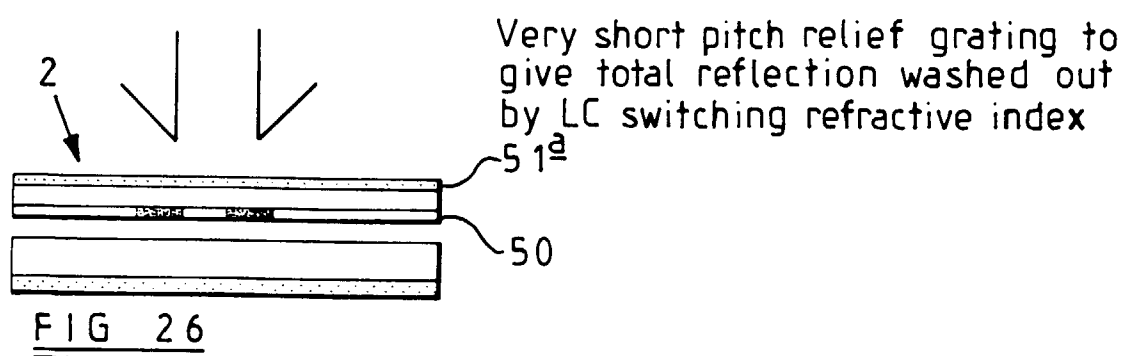 Very short pitch relief grating to
give total reflection washed out
by LC switching refractive index
2
51a
50
FIG 26